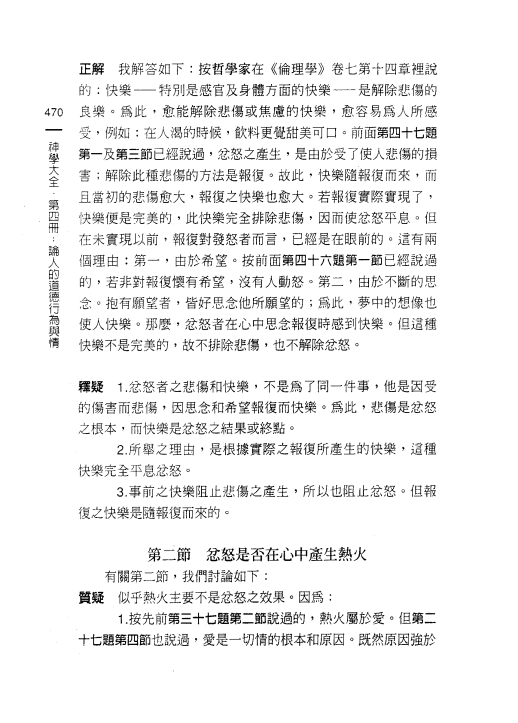 正解　我解答如下：按哲學家在《倫理學》卷七第十四章裡說
的：快樂——特別是感官及身體方面的快樂——是解除悲傷的
良樂。為此，愈能解除悲傷或焦慮的快樂，愈容易為人所感
受，例如：在人渴的時候，飲料更覺甜美可口。前面第四十七題
第一及第三節已經說過，忿怒之產生，是由於受了使人悲傷的損
害；解除此種悲傷的方法是報復。故此，快樂隨報復而來，而
且當初的悲傷愈大，報復之快樂也愈大。若報復實際實現了，
快樂便是完美的，此快樂完全排除悲傷，因而使忿怒平息。但
在未實現以前，報復對發怒者而言，已經是在眼前的。這有兩
個理由：第一，由於希望。按前面第四十六題第一節已經說過
的，若非對報復懷有希望，沒有人動怒。第二，由於不斷的思
念。抱有願望者，皆好思念他所願望的；為此，夢中的想像也
使人快樂。那麼，忿怒者在心中思念報復時感到快樂。但這種
快樂不是完美的，故不排除悲傷，也不解除忿怒。
釋疑　1.忿怒者之悲傷和快樂，不是為了同一件事，他是因受
的傷害而悲傷，因思念和希望報復而快樂。為此，悲傷是忿怒
之根本，而快樂是忿怒之結果或終點。
2.所舉之理由，是根據實際之報復所產生的快樂，這種
快樂完全平息忿怒。
3.事前之快樂阻止悲傷之產生，所以也阻止忿怒。但報
復之快樂是隨報復而來的。
第二節　忿怒是否在心中產生熱火
有關第二節，我們討論如下：
質疑　似乎熱火主要不是忿怒之效果。因為：
1.按先前第三十七題第二節說過的，熱火屬於愛。但第二
十七題第四節也說過，愛是一切情的根本和原因。既然原因強於
470
神學大全．第四冊：論人的道德行為與情